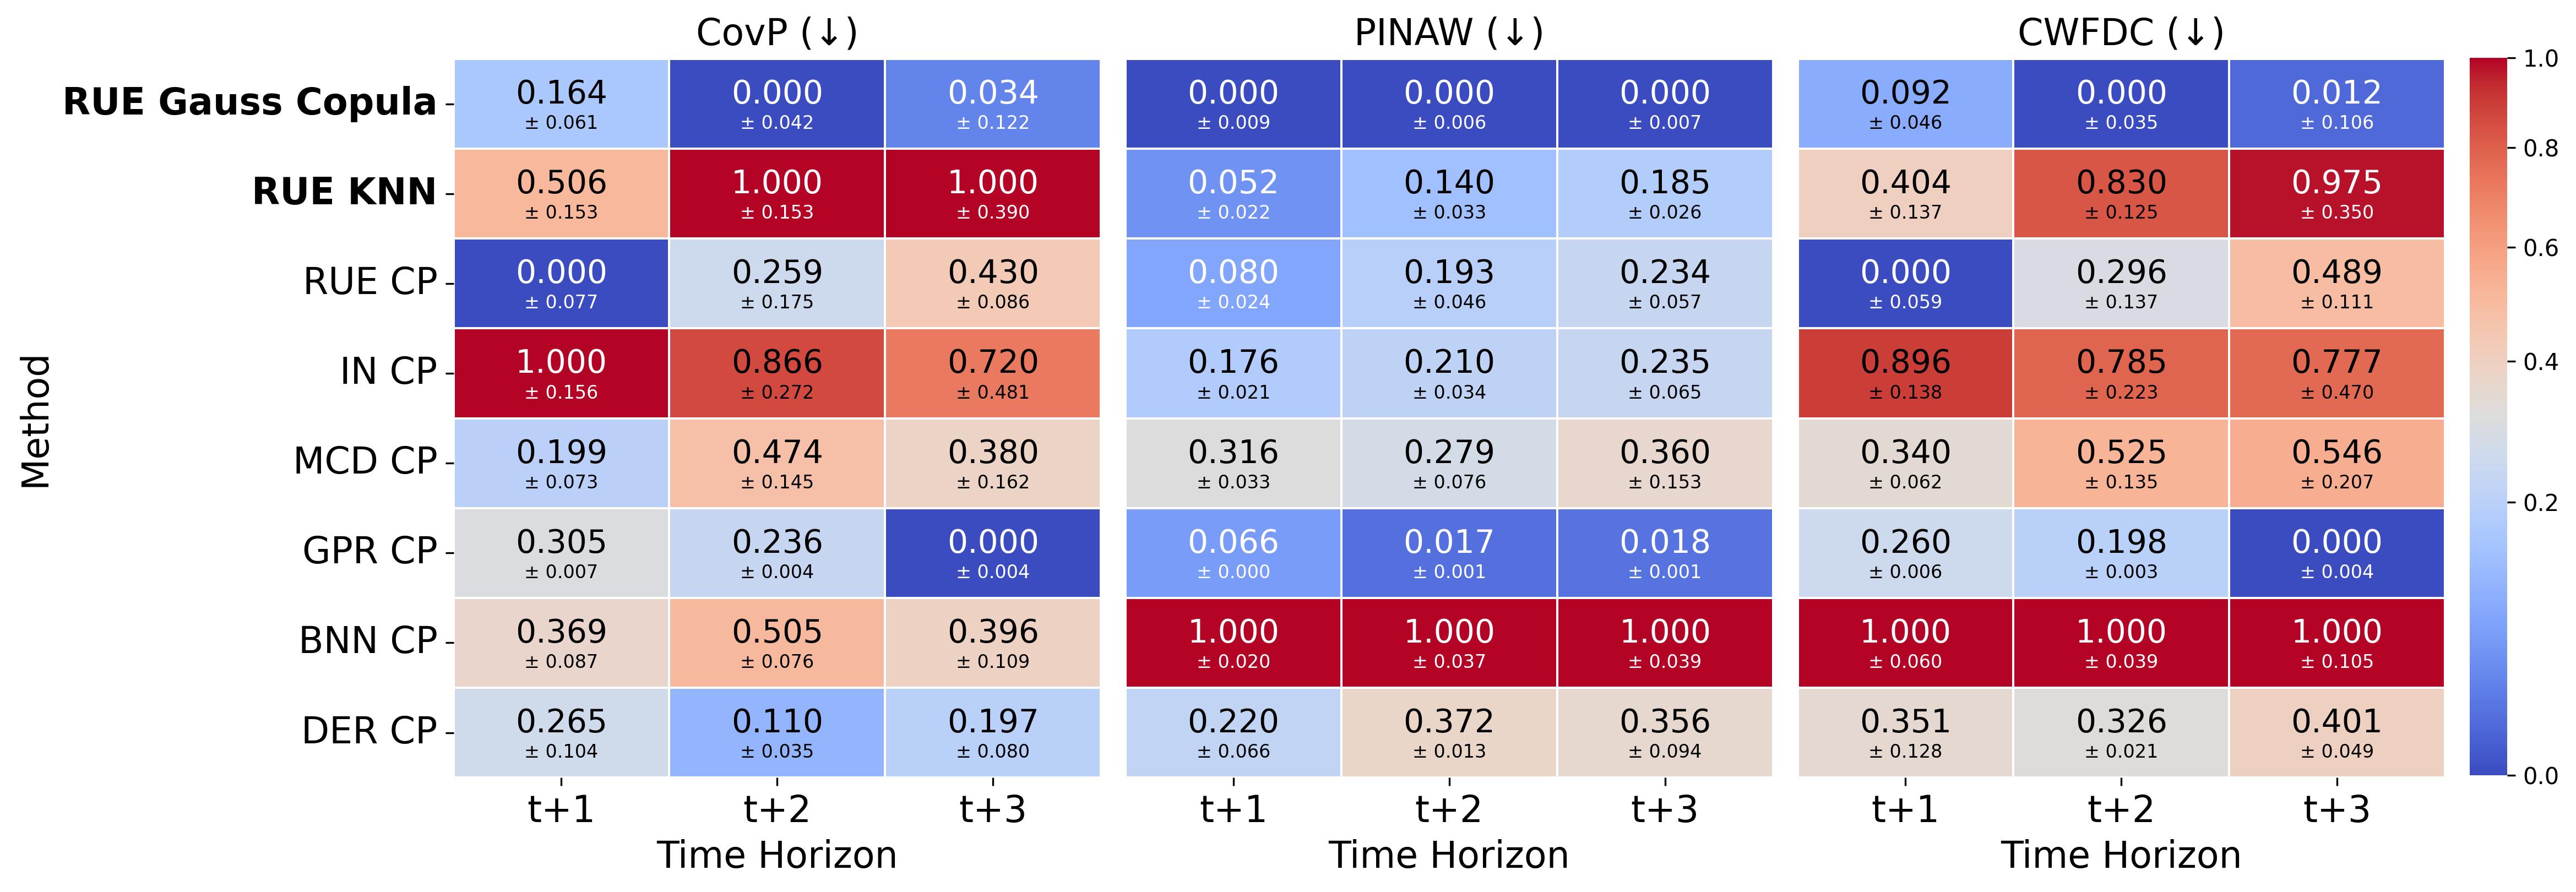 CovP (↓) PINAW (↓) CWFDC (↓)
Method
RUE Gauss Copula 0.164 0.000 0.034 0.000 0.000 0.000 0.092 0.000 0.012
± 0.061 ± 0.042 ± 0.122 ± 0.009 ± 0.006 ± 0.007 ± 0.046 ± 0.035 ± 0.106
RUE KNN 0.506 1.000 1.000 0.052 0.140 0.185 0.404 0.830 0.975
± 0.153 ± 0.153 ± 0.390 ± 0.022 ± 0.033 ± 0.026 ± 0.137 ± 0.125 ± 0.350
RUE CP 0.000 0.259 0.430 0.080 0.193 0.234 0.000 0.296 0.489
± 0.077 ± 0.175 ± 0.086 ± 0.024 ± 0.046 ± 0.057 ± 0.059 ± 0.137 ± 0.111
IN CP 1.000 0.866 0.720 0.176 0.210 0.235 0.896 0.785 0.777
± 0.156 ± 0.272 ± 0.481 ± 0.021 ± 0.034 ± 0.065 ± 0.138 ± 0.223 ± 0.470
MCD CP 0.199 0.474 0.380 0.316 0.279 0.360 0.340 0.525 0.546
± 0.073 ± 0.145 ± 0.162 ± 0.033 ± 0.076 ± 0.153 ± 0.062 ± 0.135 ± 0.207
GPR CP 0.305 0.236 0.000 0.066 0.017 0.018 0.260 0.198 0.000
± 0.007 ± 0.004 ± 0.004 ± 0.000 ± 0.001 ± 0.001 ± 0.006 ± 0.003 ± 0.004
BNN CP 0.369 0.505 0.396 1.000 1.000 1.000 1.000 1.000 1.000
± 0.087 ± 0.076 ± 0.109 ± 0.020 ± 0.037 ± 0.039 ± 0.060 ± 0.039 ± 0.105
DER CP 0.265 0.110 0.197 0.220 0.372 0.356 0.351 0.326 0.401
± 0.104 ± 0.035 ± 0.080 ± 0.066 ± 0.013 ± 0.094 ± 0.128 ± 0.021 ± 0.049
t+1 t+2 t+3 t+1 t+2 t+3 t+1 t+2 t+3
Time Horizon Time Horizon Time Horizon
1.0
0.8
0.6
0.4
0.2
0.0